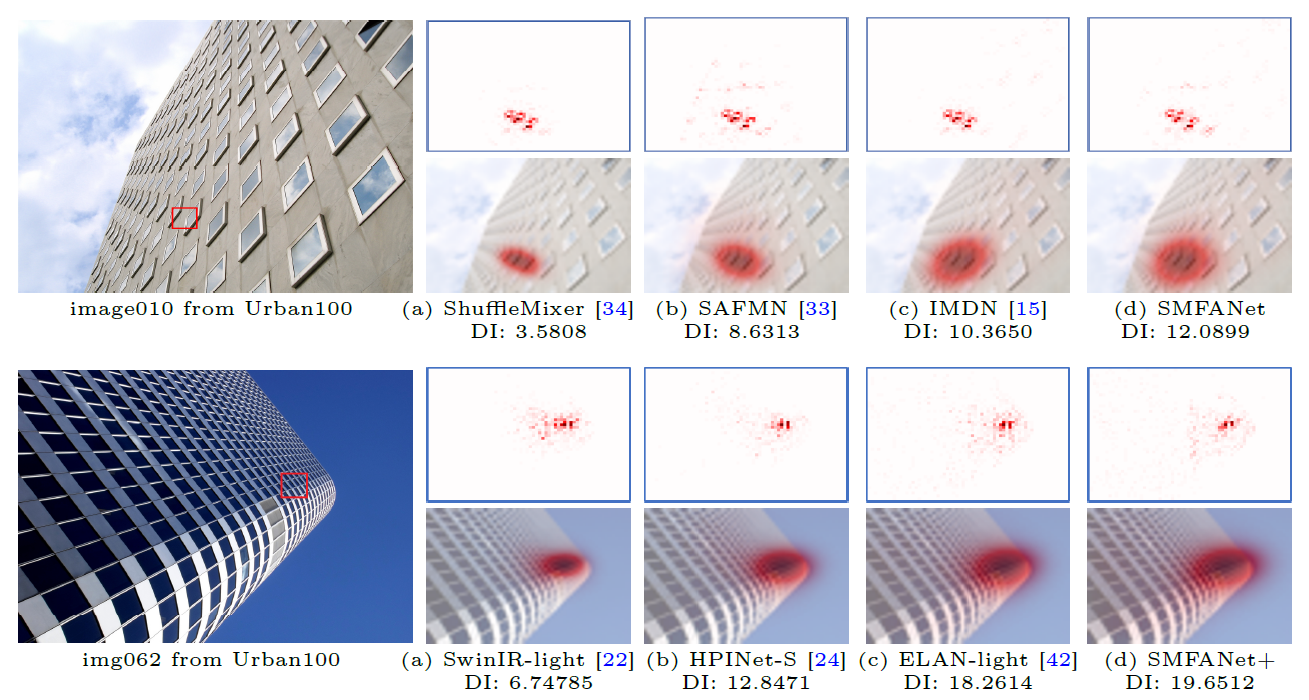 image010 from Urban100
(a) ShuffleMixer [34]
DI: 3.5808
(b) SAFMN [33]
DI: 8.6313
(c) IMDN [15]
DI: 10.3650
(d) SMFANet
DI: 12.0899
img062 from Urban100
(a) SwinIR-light [22]
DI: 6.74785
(b) HPINet-S [24]
DI: 12.8471
(c) ELAN-light [42]
DI: 18.2614
(d) SMFANet+
DI: 19.6512